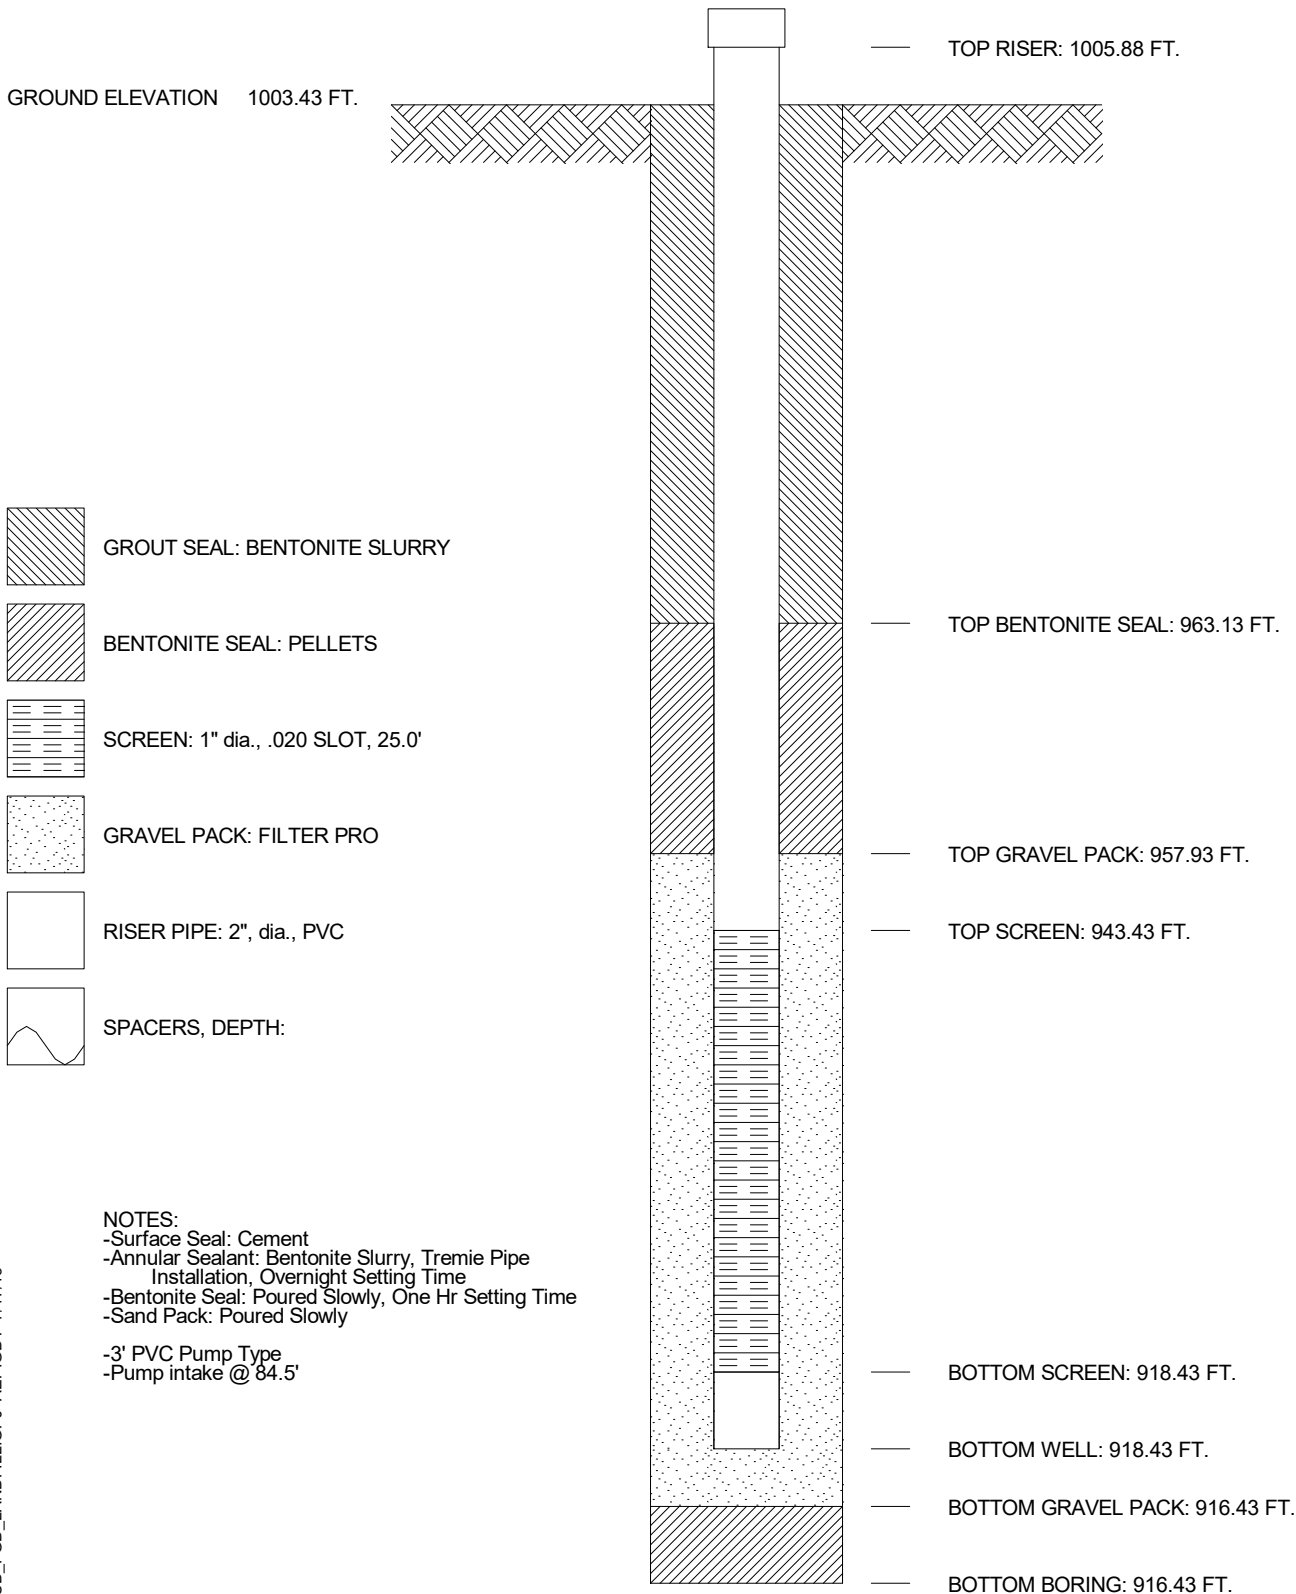 TOP RISER: 1005.88 FT.
GROUND ELEVATION 1003.43 FT.
GROUT SEAL: BENTONITE SLURRY
TOP BENTONITE SEAL: 963.13 FT.
BENTONITE SEAL: PELLETS
SCREEN: 1" dia., .020 SLOT, 25.0'
GRAVEL PACK: FILTER PRO
TOP GRAVEL PACK: 957.93 FT.
RISER PIPE: 2", dia., PVC
TOP SCREEN: 943.43 FT.
SPACERS, DEPTH:
NOTES:
-Surface Seal: Cement
-Annular Sealant: Bentonite Slurry, Tremie Pipe
Installation, Overnight Setting Time
-Bentonite Seal: Poured Slowly, One Hr Setting Time
-Sand Pack: Poured Slowly
-3' PVC Pump Type
-Pump intake @ 84.5'
BOTTOM SCREEN: 918.43 FT.
BOTTOM WELL: 918.43 FT.
BOTTOM GRAVEL PACK: 916.43 FT.
BOTTOM BORING: 916.43 FT.